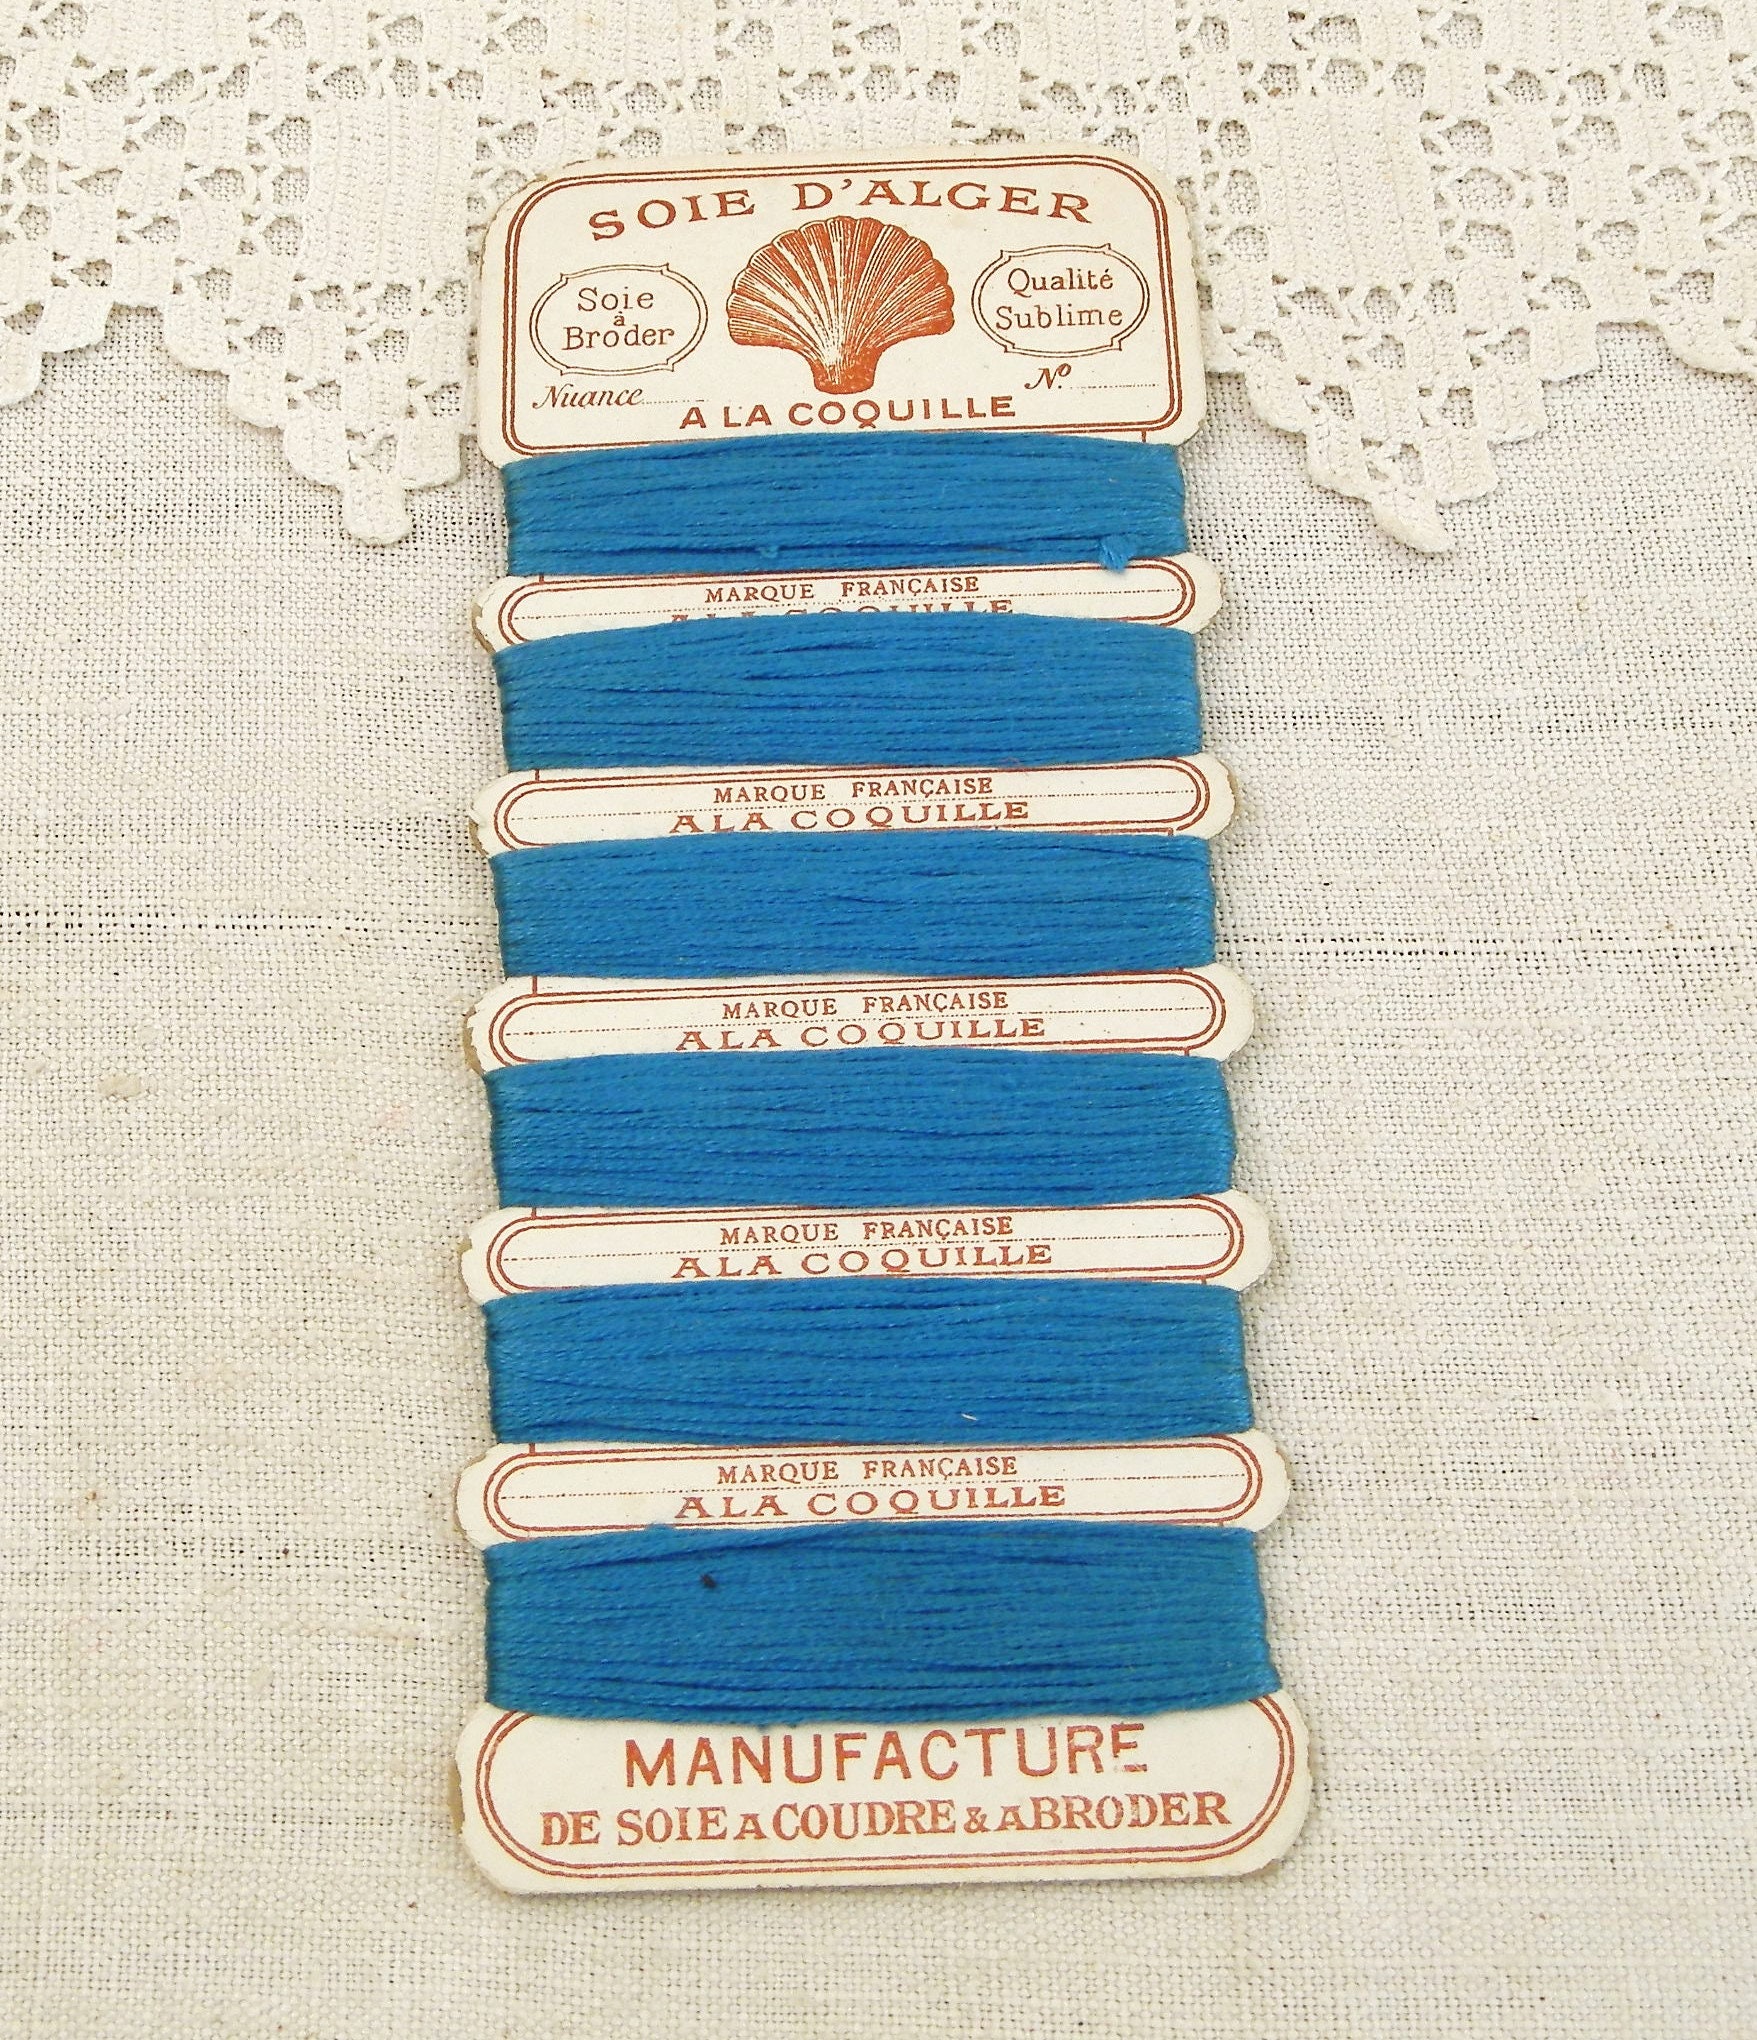 SOIE D'ALGER
Soie
à
Broder
Qualité
Sublime
Nuance
Nº
A LA COQUILLE
MARQUE FRANÇAISE
A LA COQUILLE
MARQUE FRANÇAISE
A LA COQUILLE
MARQUE FRANÇAISE
A LA COQUILLE
MARQUE FRANÇAISE
A LA COQUILLE
MARQUE FRANÇAISE
A LA COQUILLE
MANUFACTURE
DE SOIE A COUDRE & A BRODER